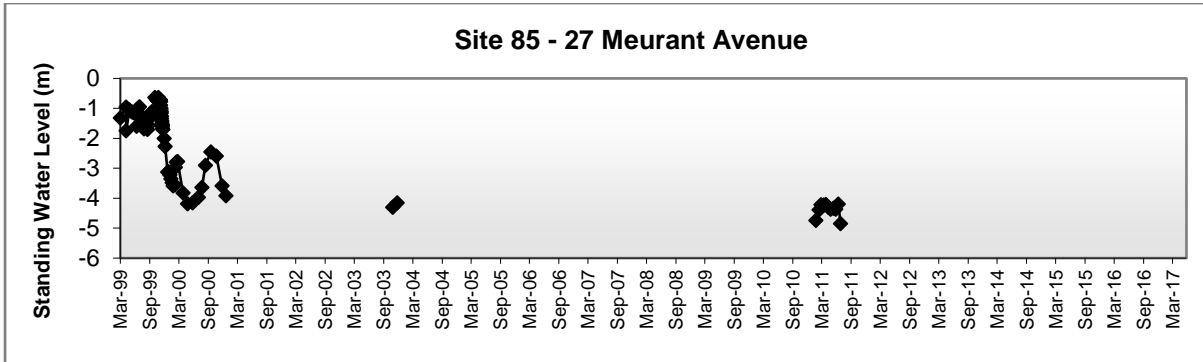 Site 85 - 27 Meurant Avenue
Standing Water Level (m)
0
-1
-2
-3
-4
-5
-6
Mar-99
Sep-99
Mar-00
Sep-00
Mar-01
Sep-01
Mar-02
Sep-02
Mar-03
Sep-03
Mar-04
Sep-04
Mar-05
Sep-05
Mar-06
Sep-06
Mar-07
Sep-07
Mar-08
Sep-08
Mar-09
Sep-09
Mar-10
Sep-10
Mar-11
Sep-11
Mar-12
Sep-12
Mar-13
Sep-13
Mar-14
Sep-14
Mar-15
Sep-15
Mar-16
Sep-16
Mar-17